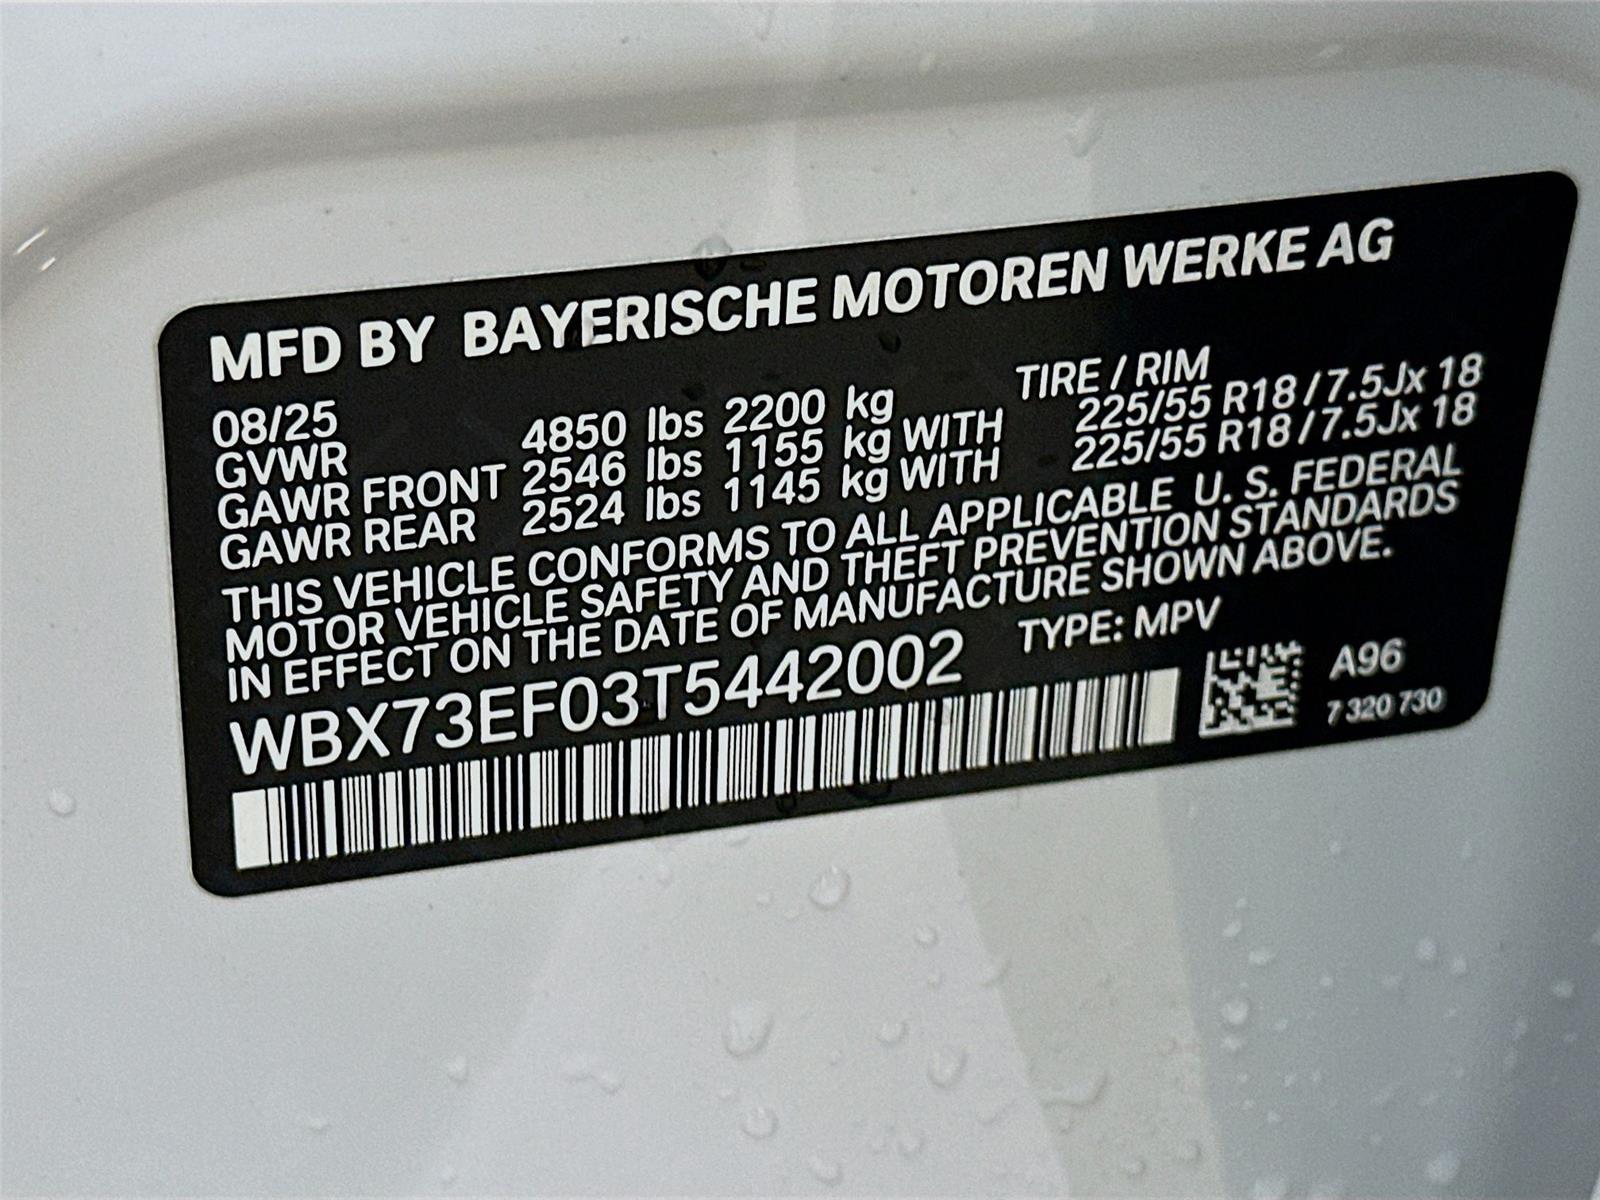 MFD BY BAYERISCHE MOTOREN WERKE AG
08/25 TIRE / RIM
GVWR 4850 lbs 2200 kg
GAWR FRONT 2546 lbs 1155 kg WITH 225/55 R18 / 7.5Jx 18
GAWR REAR 2524 lbs 1145 kg WITH 225/55 R18 / 7.5Jx 18
THIS VEHICLE CONFORMS TO ALL APPLICABLE U. S. FEDERAL
MOTOR VEHICLE SAFETY AND THEFT PREVENTION STANDARDS
IN EFFECT ON THE DATE OF MANUFACTURE SHOWN ABOVE.
WBX73EF03T5442002 TYPE: MPV
A96
7 320 730